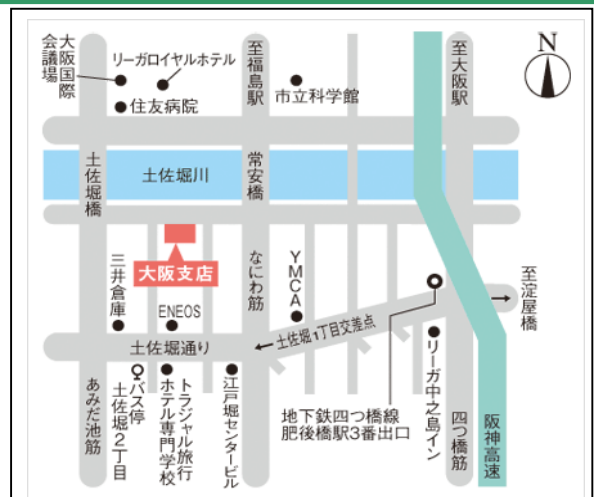 大阪国際
会議場
リーガロイヤルホテル
住友病院
至福島駅
市立科学館
至大阪駅
N
土佐堀橋
土佐堀川
常安橋
大阪支店
三井倉庫
ENEOS
なにわ筋
YMCA
至淀屋橋
土佐堀通り
←土佐堀1丁目交差点
あみだ池筋
バス停
土佐堀2丁目
トラジャル旅行
ホテル専門学校
江戸堀センタービル
地下鉄四つ橋線
肥後橋駅3番出口
リーガ中之島イン
四つ橋筋
阪神高速